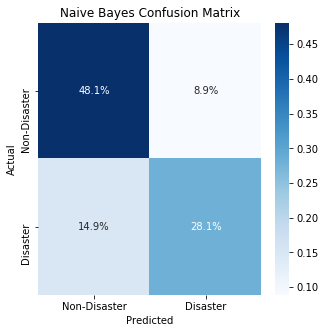 Naive Bayes Confusion Matrix
Actual
Non-Disaster
Disaster
48.1%
8.9%
14.9%
28.1%
Non-Disaster
Disaster
Predicted
0.45
0.40
0.35
0.30
0.25
0.20
0.15
0.10